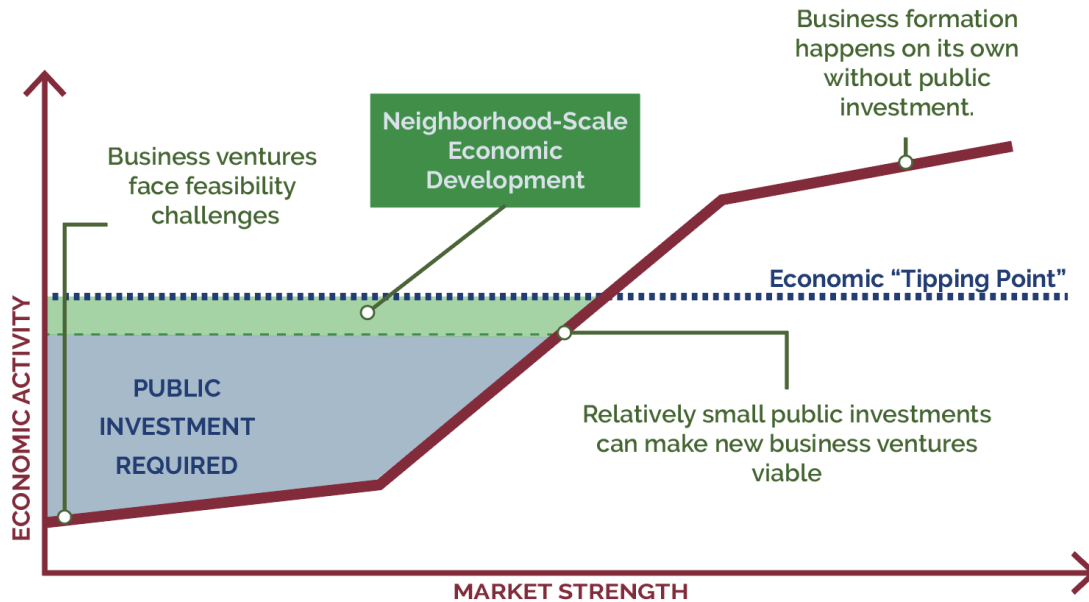 Business formation
happens on its own
without public
investment.
Neighborhood-Scale
Economic
Development
Business ventures
face feasibility
challenges
Economic “Tipping Point”
PUBLIC
INVESTMENT
REQUIRED
Relatively small public investments
can make new business ventures
viable
ECONOMIC ACTIVITY
MARKET STRENGTH